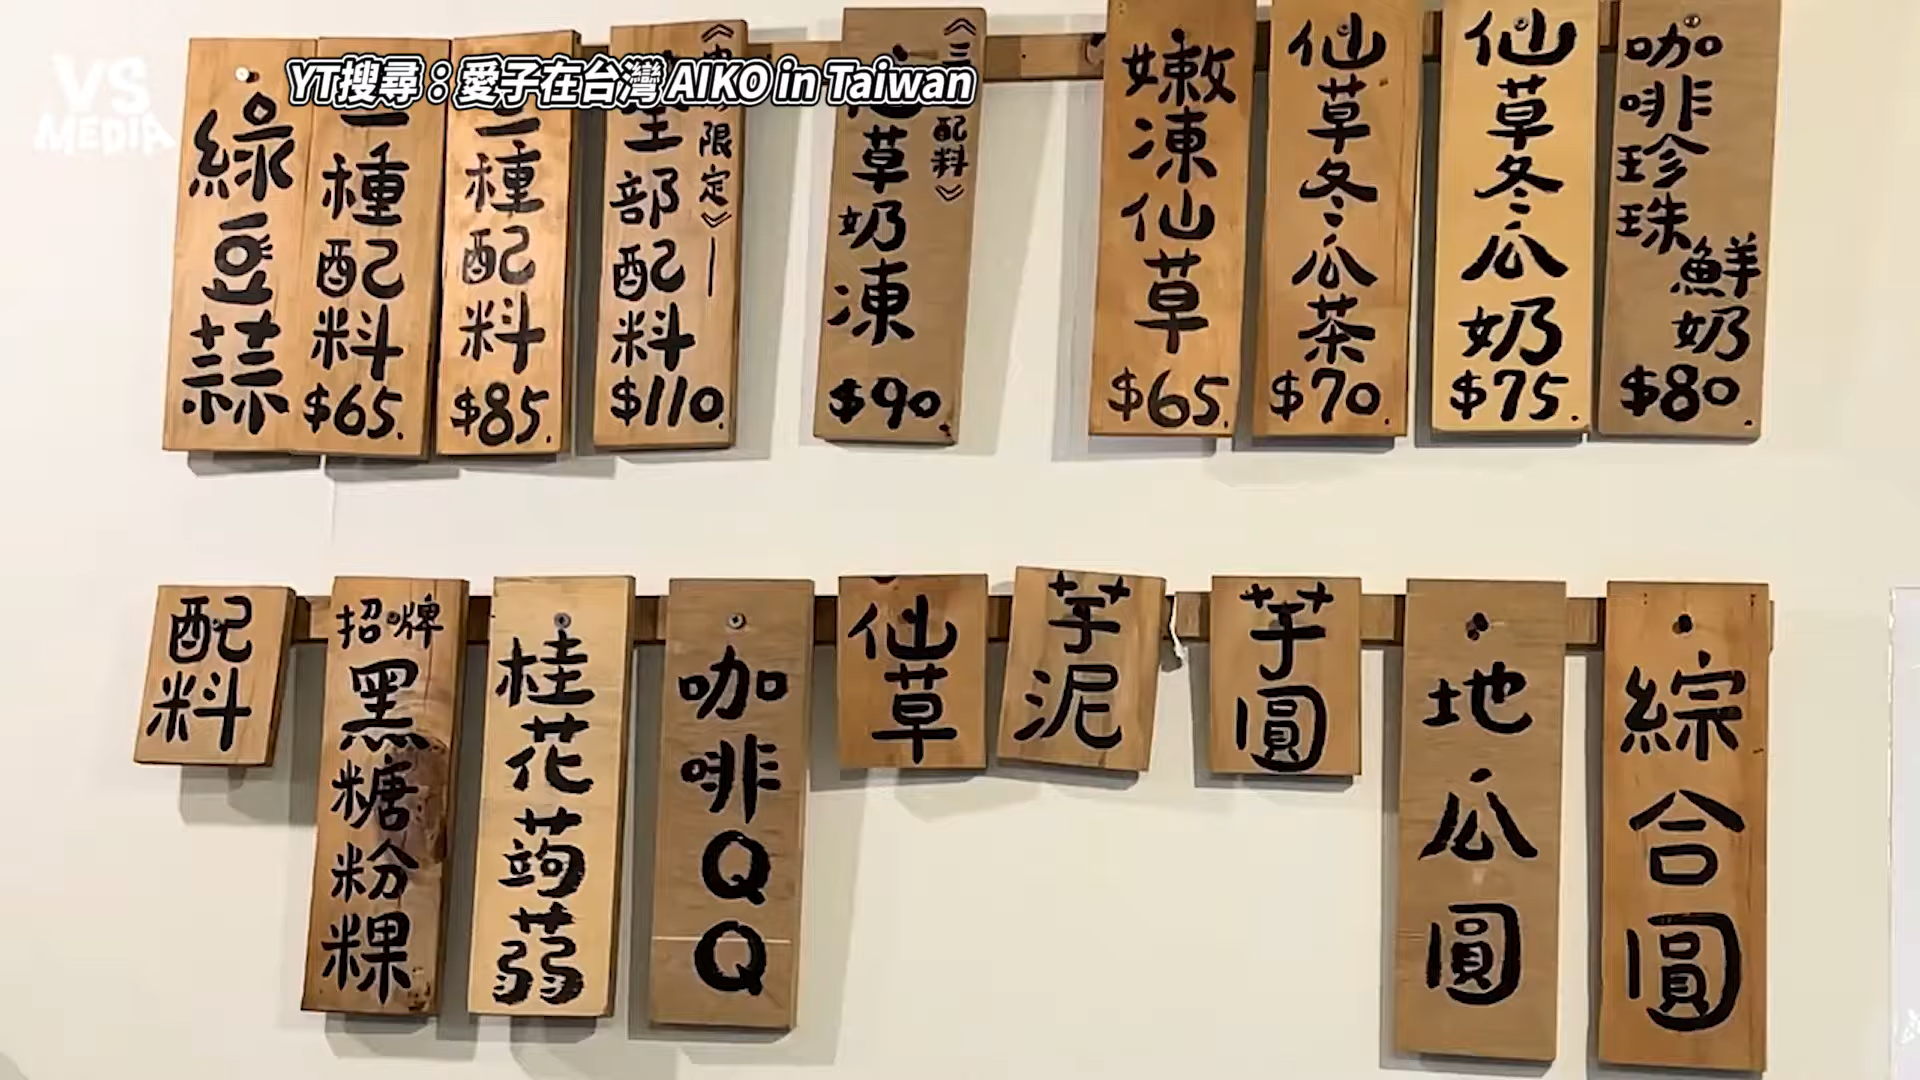 VS
MEDIA
YT搜尋：愛子在台灣 AIKO in Taiwan
綠豆蒜
種配料
$65.
種配料
$85.
部配料
限定》
$110.
草奶凍
配料》
$90.
嫩凍仙草
$65.
仙草冬瓜茶
$70.
仙草冬瓜奶
$75.
咖啡珍珠
鮮奶
$80.
配料
招牌
黑糖粉粿
桂花蒟蒻
咖啡QQ
仙草
芋泥
芋圓
地瓜圓
綜合圓